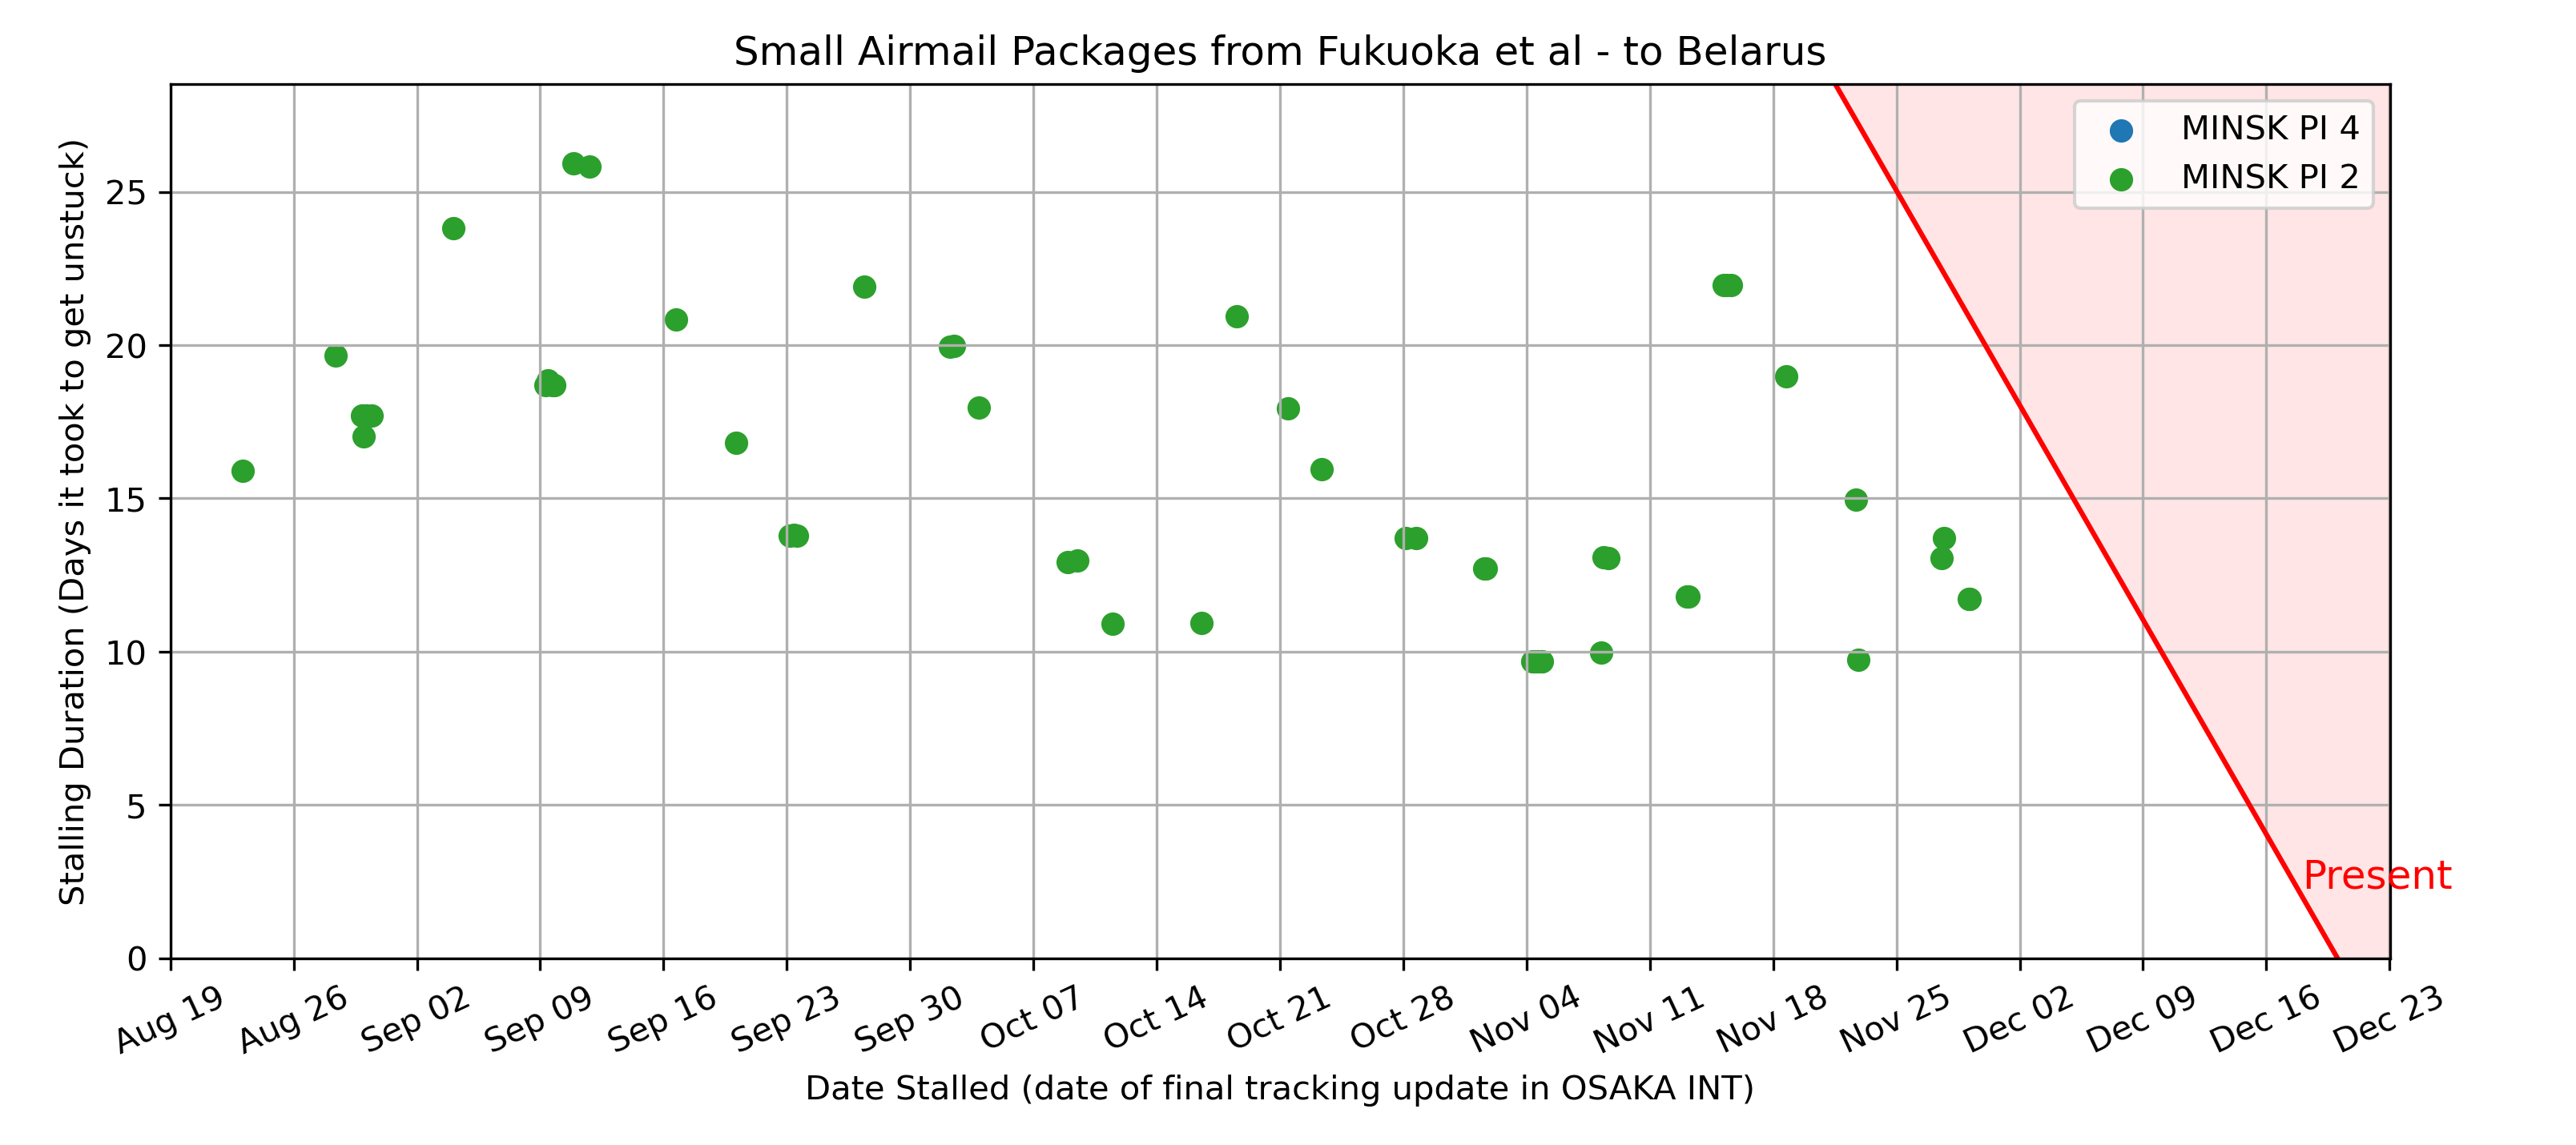 Small Airmail Packages from Fukuoka et al - to Belarus
MINSK PI 4
MINSK PI 2
Stalling Duration (Days it took to get unstuck)
25
20
15
10
5
0
Present
Aug 19 Aug 26 Sep 02 Sep 09 Sep 16 Sep 23 Sep 30 Oct 07 Oct 14 Oct 21 Oct 28 Nov 04 Nov 11 Nov 18 Nov 25 Dec 02 Dec 09 Dec 16 Dec 23
Date Stalled (date of final tracking update in OSAKA INT)